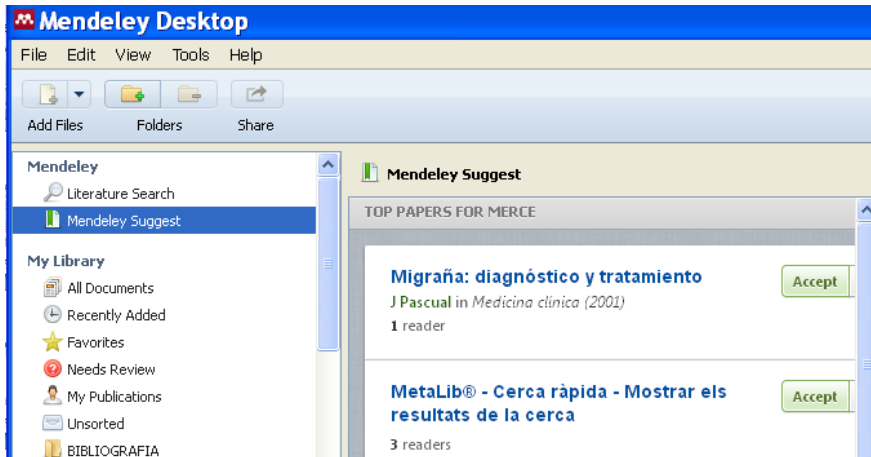 Mendeley Desktop
File Edit View Tools Help
Add Files Folders Share
Mendeley
Literature Search
Mendeley Suggest
My Library
All Documents
Recently Added
Favorites
Needs Review
My Publications
Unsorted
BIBLIOGRAFIA
Mendeley Suggest
TOP PAPERS FOR MERCE
Migraña: diagnóstico y tratamiento
Accept
J Pascual in Medicina clínica (2001)
1 reader
MetaLib® - Cerca ràpida - Mostrar els
resultats de la cerca
Accept
3 readers